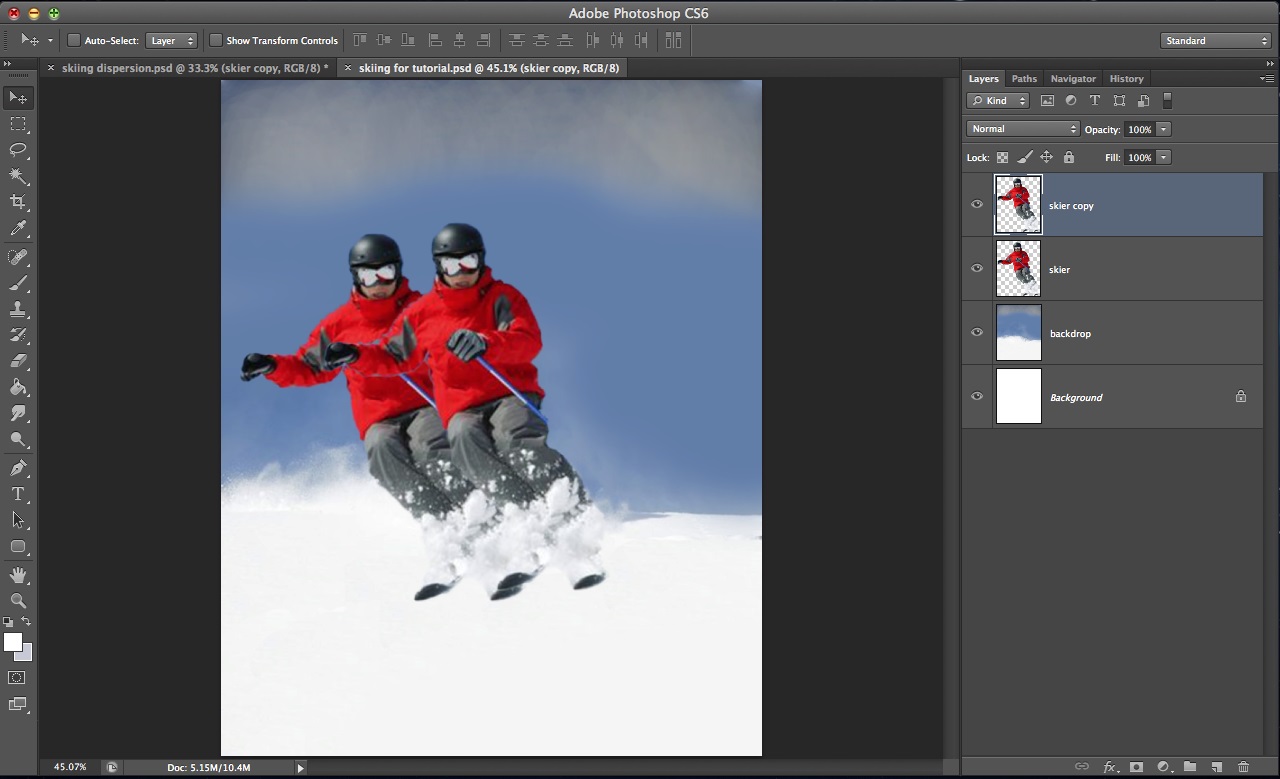 Adobe Photoshop CS6
Auto-Select: Layer Show Transform Controls Standard
skiing dispersion.psd @ 33.3% (skier copy, RGB/8) * skiing for tutorial.psd @ 45.1% (skier copy, RGB/8)
Layers Paths Navigator History
Kind
Normal Opacity: 100%
Lock: Fill: 100%
skier copy
skier
backdrop
Background
45.07% Doc: 5.15M/10.4M